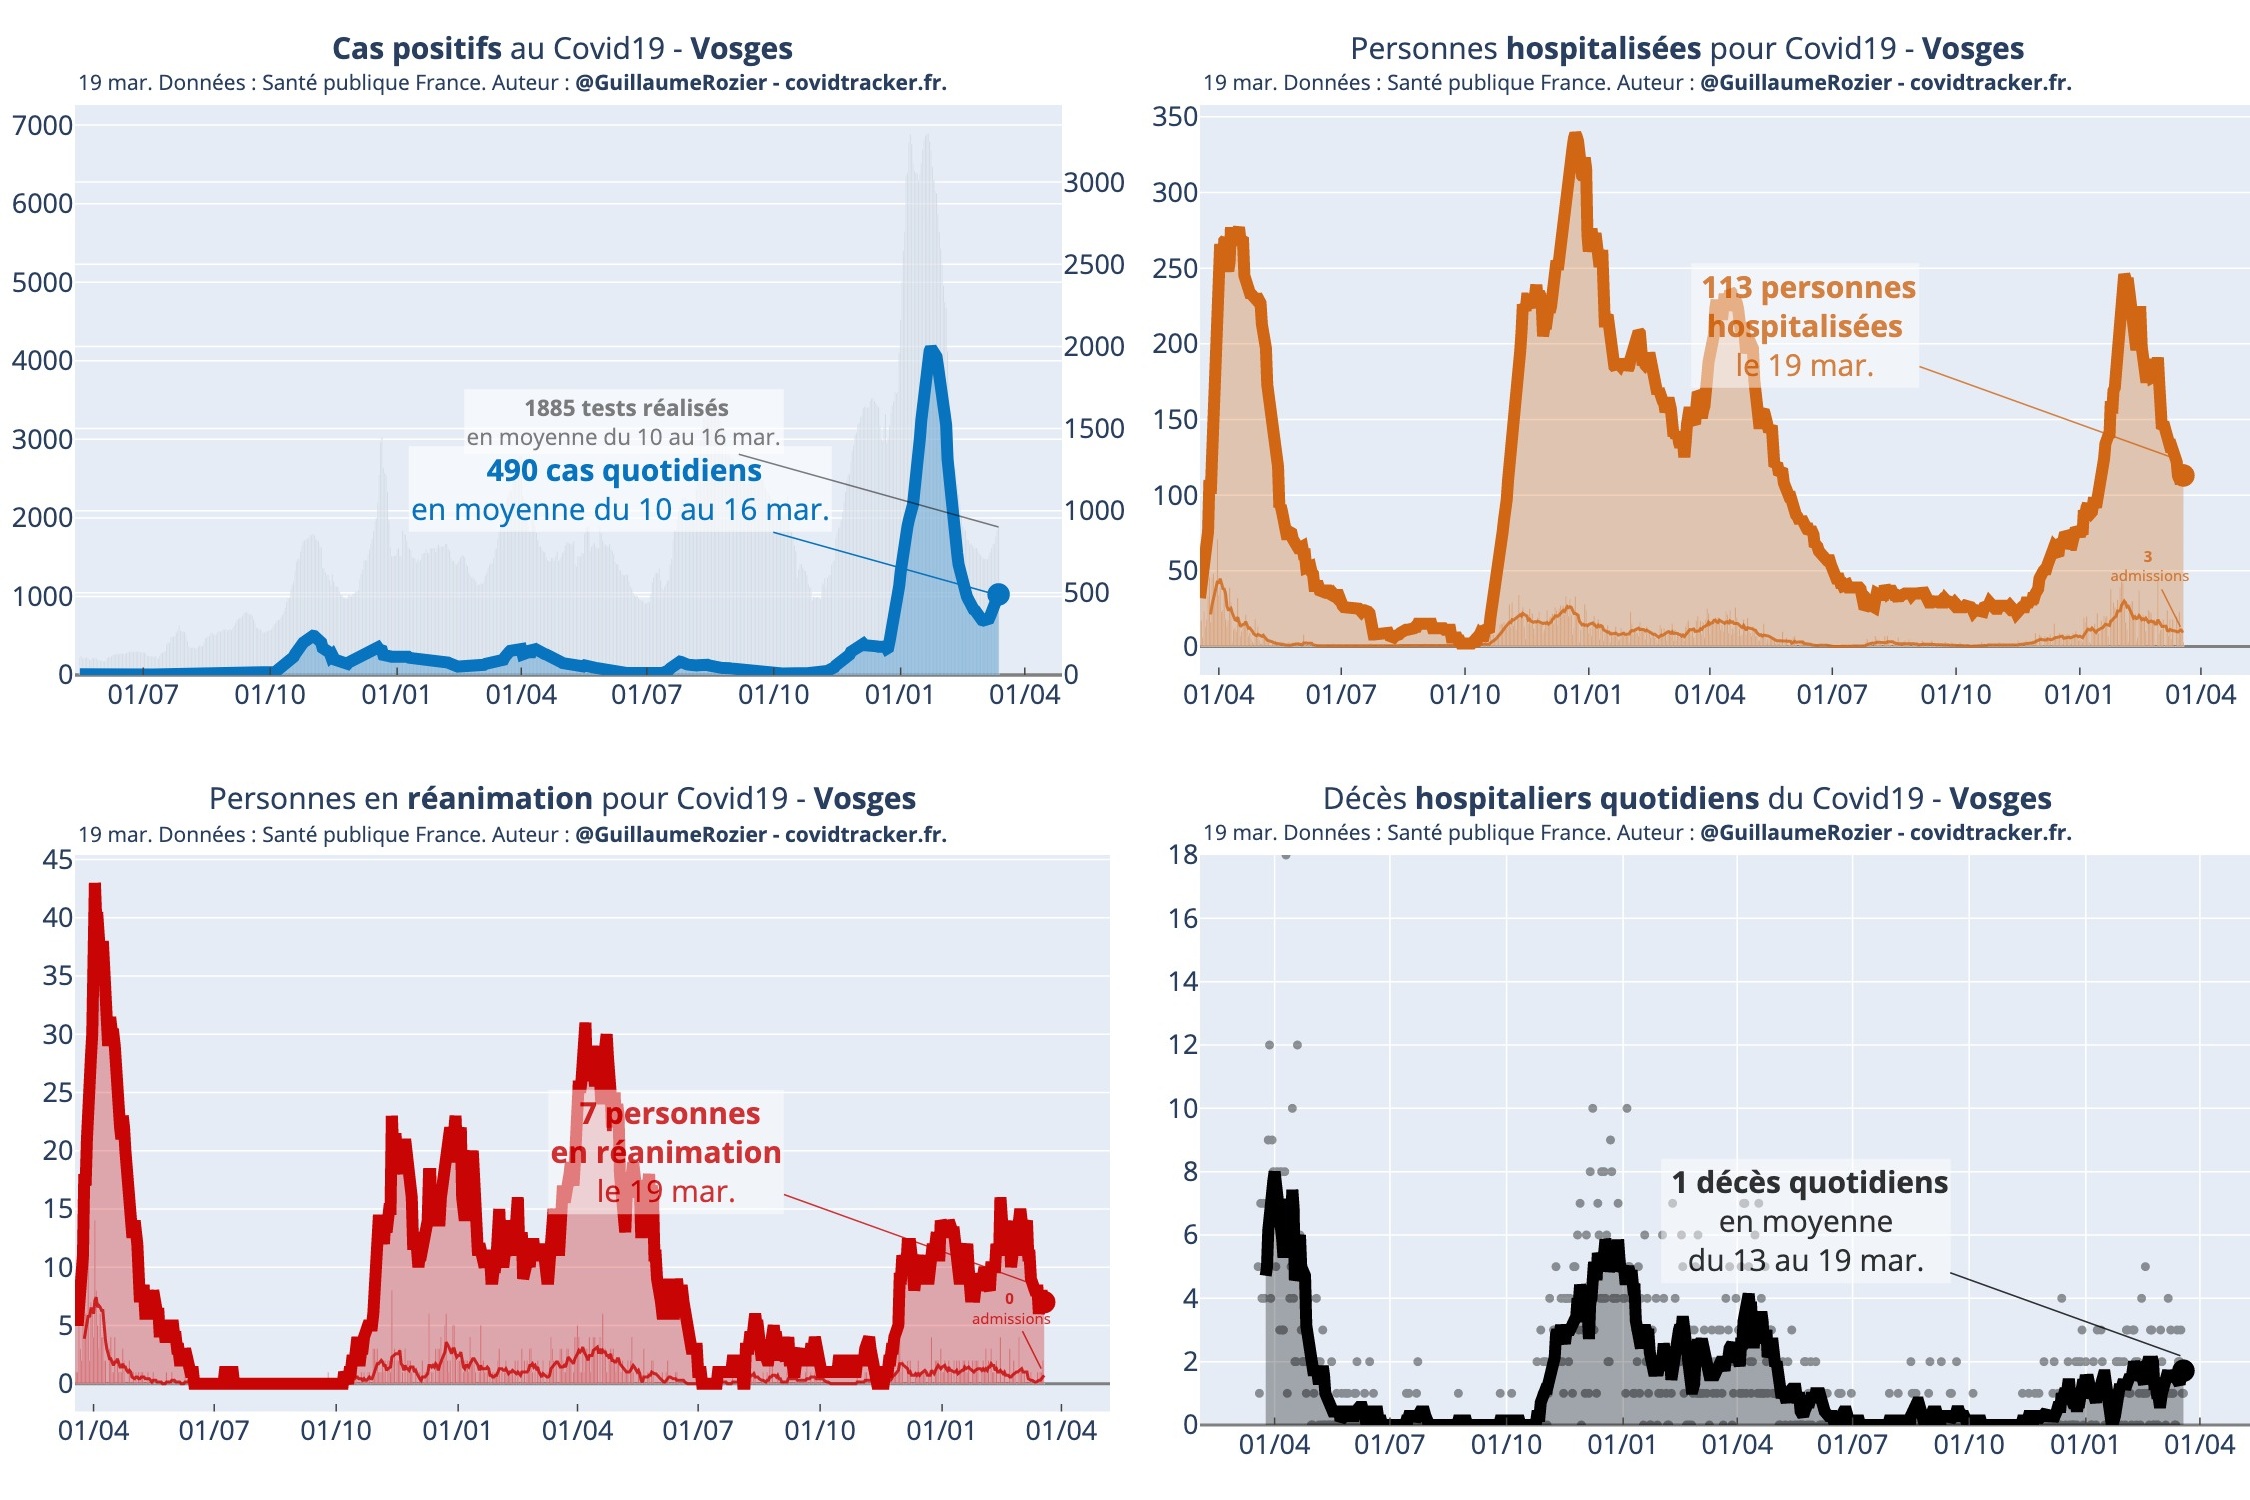 Cas positifs au Covid19 - Vosges
19 mar. Données : Santé publique France. Auteur : @GuillaumeRozier - covidtracker.fr.
7000
6000
5000
4000
3000
2000
1000
0
3000
2500
2000
1500
1000
500
0
1885 tests réalisés
en moyenne du 10 au 16 mar.
490 cas quotidiens
en moyenne du 10 au 16 mar.
01/07 01/10 01/01 01/04 01/07 01/10 01/01 01/04
Personnes hospitalisées pour Covid19 - Vosges
19 mar. Données : Santé publique France. Auteur : @GuillaumeRozier - covidtracker.fr.
350
300
250
200
150
100
50
0
113 personnes
hospitalisées
le 19 mar.
3
admissions
01/04 01/07 01/10 01/01 01/04 01/07 01/10 01/01 01/04
Personnes en réanimation pour Covid19 - Vosges
19 mar. Données : Santé publique France. Auteur : @GuillaumeRozier - covidtracker.fr.
45
40
35
30
25
20
15
10
5
0
7 personnes
en réanimation
le 19 mar.
0
admissions
01/04 01/07 01/10 01/01 01/04 01/07 01/10 01/01 01/04
Décès hospitaliers quotidiens du Covid19 - Vosges
19 mar. Données : Santé publique France. Auteur : @GuillaumeRozier - covidtracker.fr.
18
16
14
12
10
8
6
4
2
0
1 décès quotidiens
en moyenne
du 13 au 19 mar.
01/04 01/07 01/10 01/01 01/04 01/07 01/10 01/01 01/04